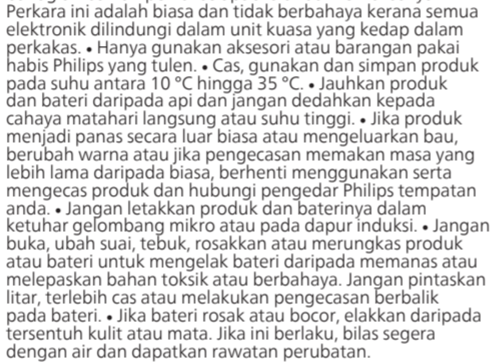 Perkara ini adalah biasa dan tidak berbahaya kerana semua
elektronik dilindungi dalam unit kuasa yang kedap dalam
perkakas. • Hanya gunakan aksesori atau barangan pakai
habis Philips yang tulen. • Cas, gunakan dan simpan produk
pada suhu antara 10 °C hingga 35 °C. • Jauhkan produk
dan bateri daripada api dan jangan dedahkan kepada
cahaya matahari langsung atau suhu tinggi. • Jika produk
menjadi panas secara luar biasa atau mengeluarkan bau,
berubah warna atau jika pengecasan memakan masa yang
lebih lama daripada biasa, berhenti menggunakan serta
mengecas produk dan hubungi pengedar Philips tempatan
anda. • Jangan letakkan produk dan baterinya dalam
ketuhar gelombang mikro atau pada dapur induksi. • Jangan
buka, ubah suai, tebuk, rosakkan atau merungkas produk
atau bateri untuk mengelak bateri daripada memanas atau
melepaskan bahan toksik atau berbahaya. Jangan pintaskan
litar, terlebih cas atau melakukan pengecasan berbalik
pada bateri. • Jika bateri rosak atau bocor, elakkan daripada
tersentuh kulit atau mata. Jika ini berlaku, bilas segera
dengan air dan dapatkan rawatan perubatan.